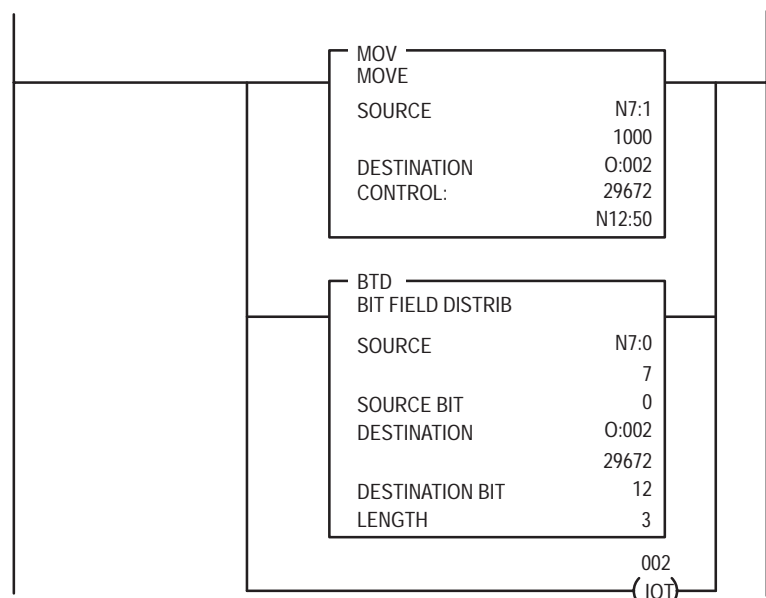 MOV
MOVE
SOURCE N7:1
1000
DESTINATION O:002
CONTROL: 29672
N12:50
BTD
BIT FIELD DISTRIB
SOURCE N7:0
7
SOURCE BIT 0
DESTINATION O:002
29672
DESTINATION BIT 12
LENGTH 3
002
IOT